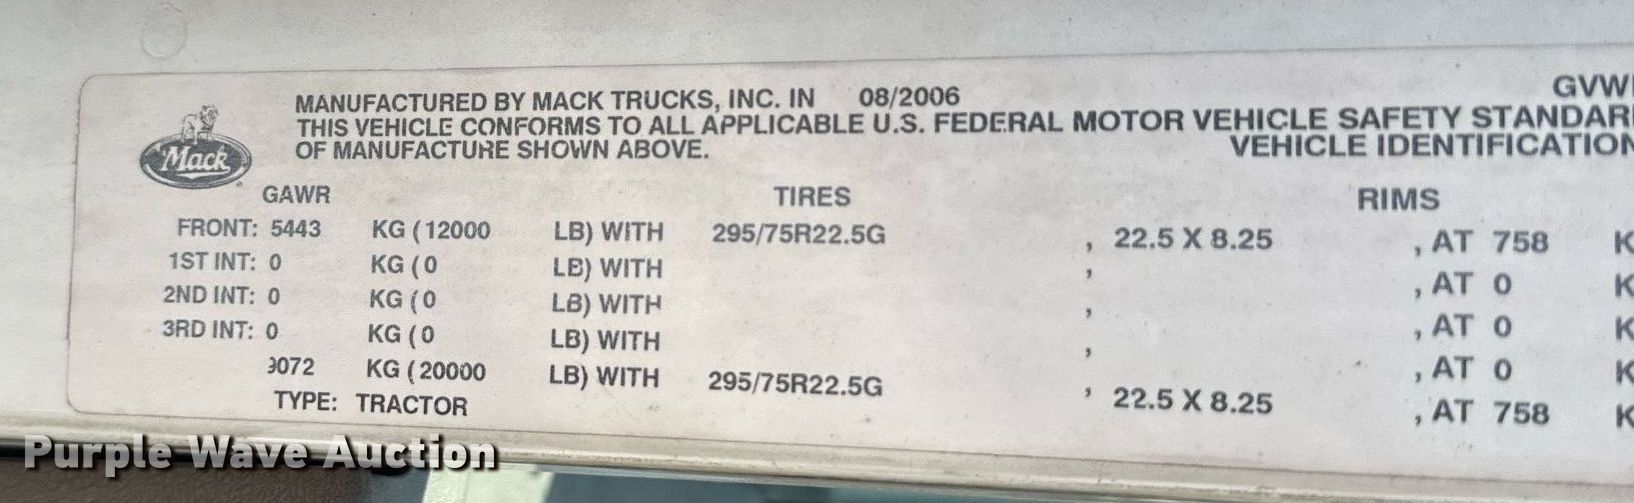 GVW
MANUFACTURED BY MACK TRUCKS, INC. IN 08/2006
THIS VEHICLE CONFORMS TO ALL APPLICABLE U.S. FEDERAL MOTOR VEHICLE SAFETY STANDAR
OF MANUFACTURE SHOWN ABOVE. VEHICLE IDENTIFICATION
Mack
GAWR TIRES RIMS
FRONT: 5443 KG (12000 LB) WITH 295/75R22.5G , 22.5 X 8.25 , AT 758 K
1ST INT: 0 KG (0 LB) WITH , , AT 0 K
2ND INT: 0 KG (0 LB) WITH , , AT 0 K
3RD INT: 0 KG (0 LB) WITH , , AT 0 K
9072 KG (20000 LB) WITH 295/75R22.5G , 22.5 X 8.25 , AT 758 K
TYPE: TRACTOR
Purple Wave Auction